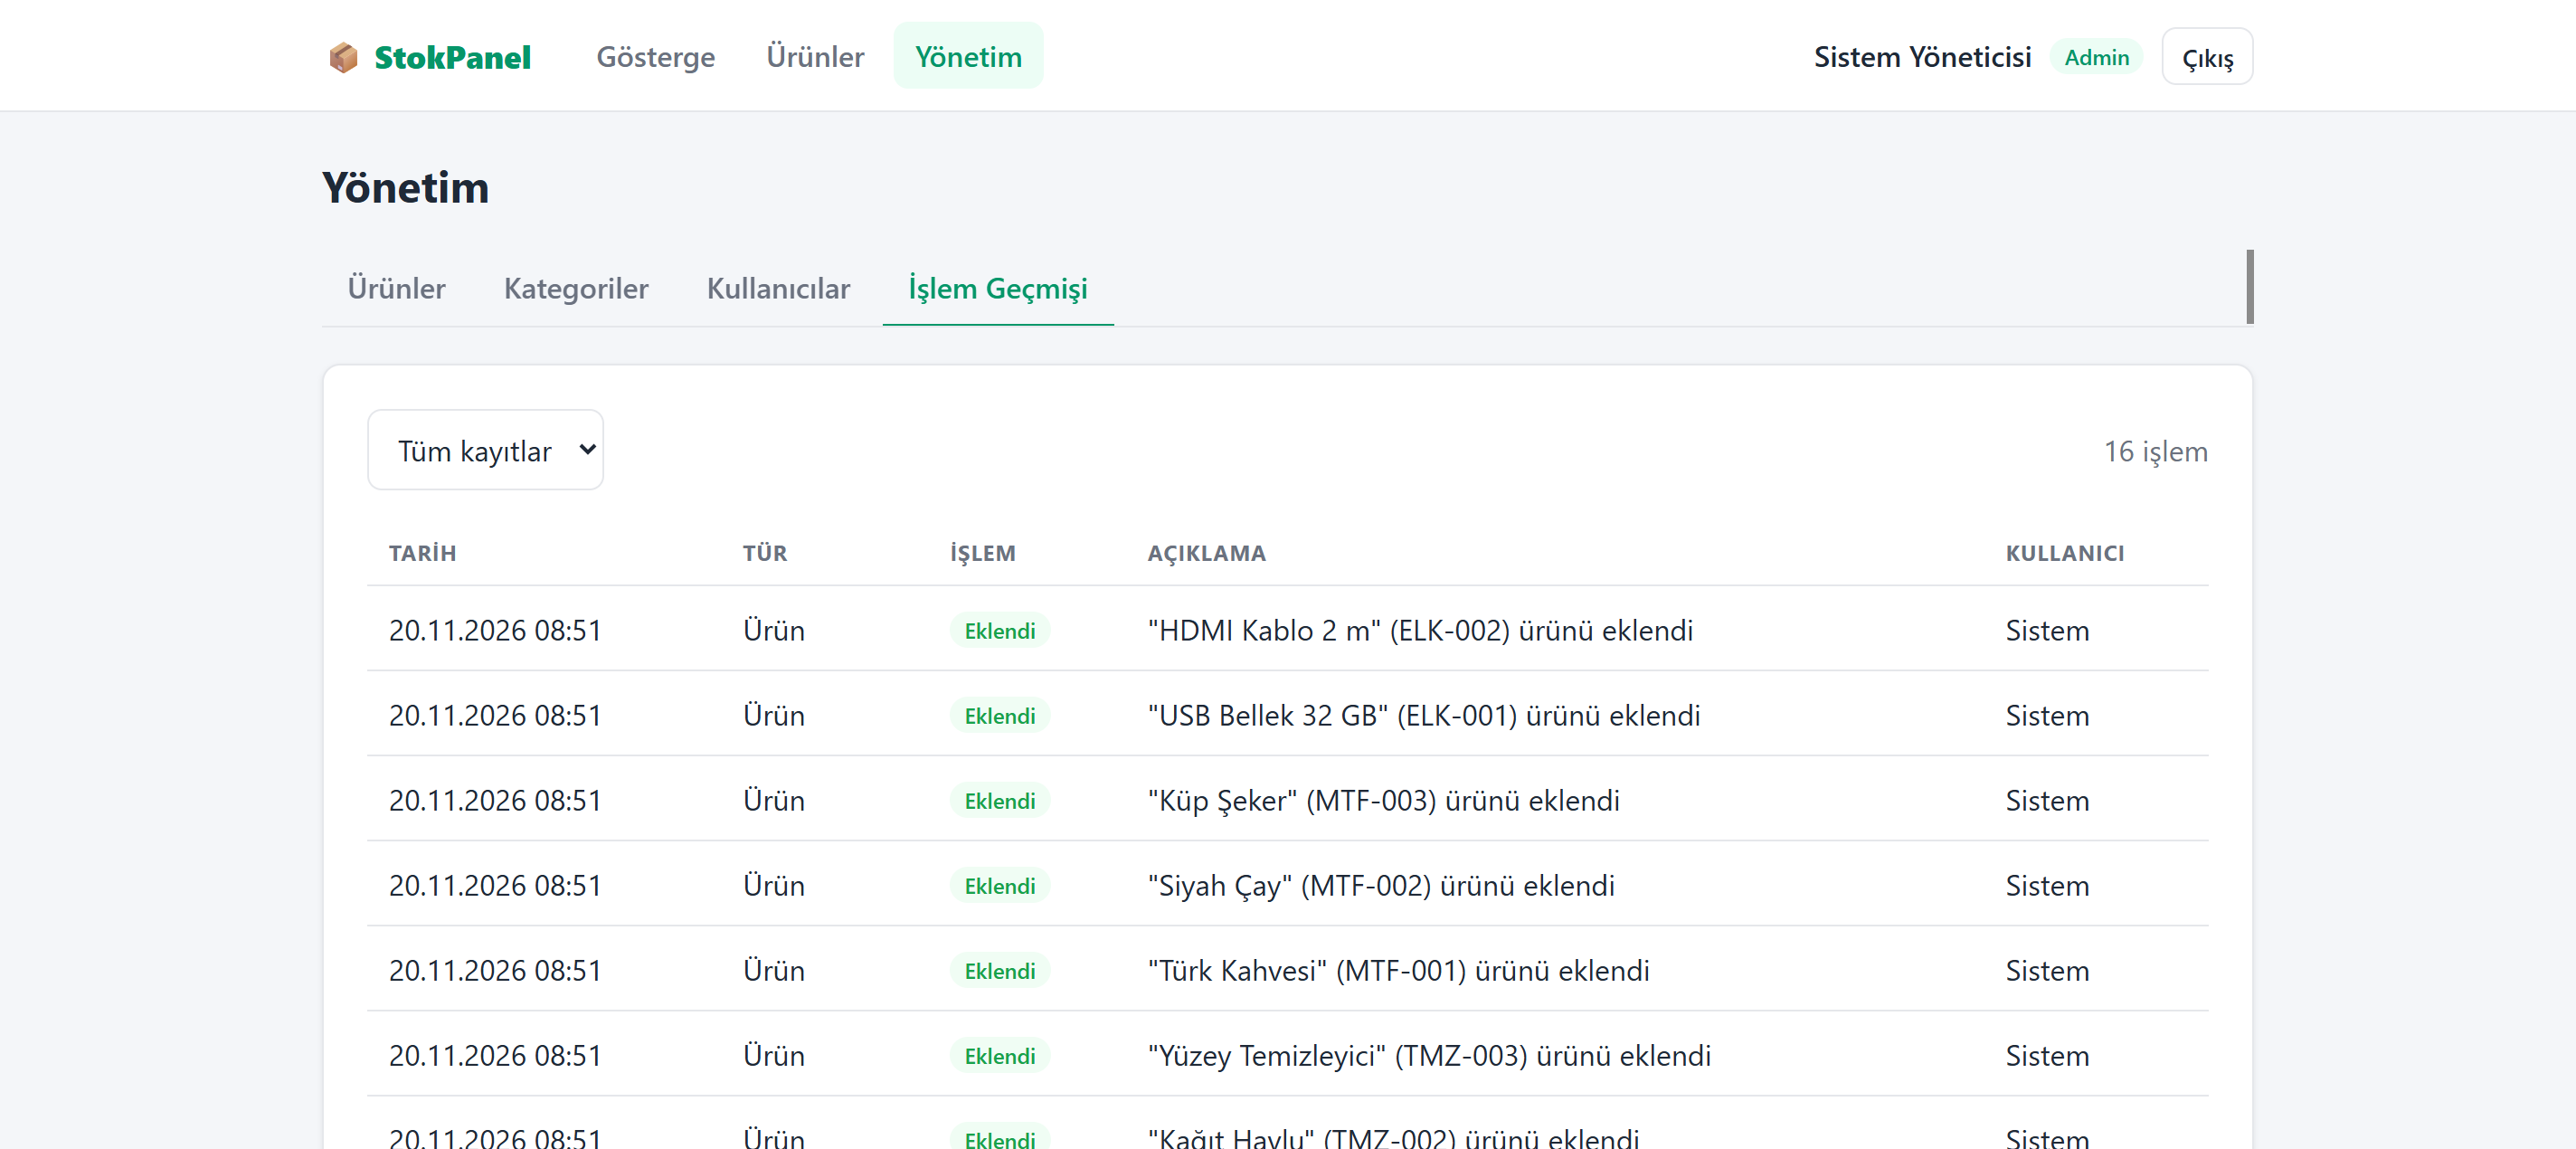 StokPanel Gösterge Ürünler Yönetim Sistem Yöneticisi Admin Çıkış
Yönetim
Ürünler Kategoriler Kullanıcılar İşlem Geçmişi
Tüm kayıtlar 16 işlem
TARİH TÜR İŞLEM AÇIKLAMA KULLANICI
20.11.2026 08:51 Ürün Eklendi "HDMI Kablo 2 m" (ELK-002) ürünü eklendi Sistem
20.11.2026 08:51 Ürün Eklendi "USB Bellek 32 GB" (ELK-001) ürünü eklendi Sistem
20.11.2026 08:51 Ürün Eklendi "Küp Şeker" (MTF-003) ürünü eklendi Sistem
20.11.2026 08:51 Ürün Eklendi "Siyah Çay" (MTF-002) ürünü eklendi Sistem
20.11.2026 08:51 Ürün Eklendi "Türk Kahvesi" (MTF-001) ürünü eklendi Sistem
20.11.2026 08:51 Ürün Eklendi "Yüzey Temizleyici" (TMZ-003) ürünü eklendi Sistem
20.11.2026 08:51 Ürün Eklendi "Kağıt Havlu" (TMZ-002) ürünü eklendi Sistem